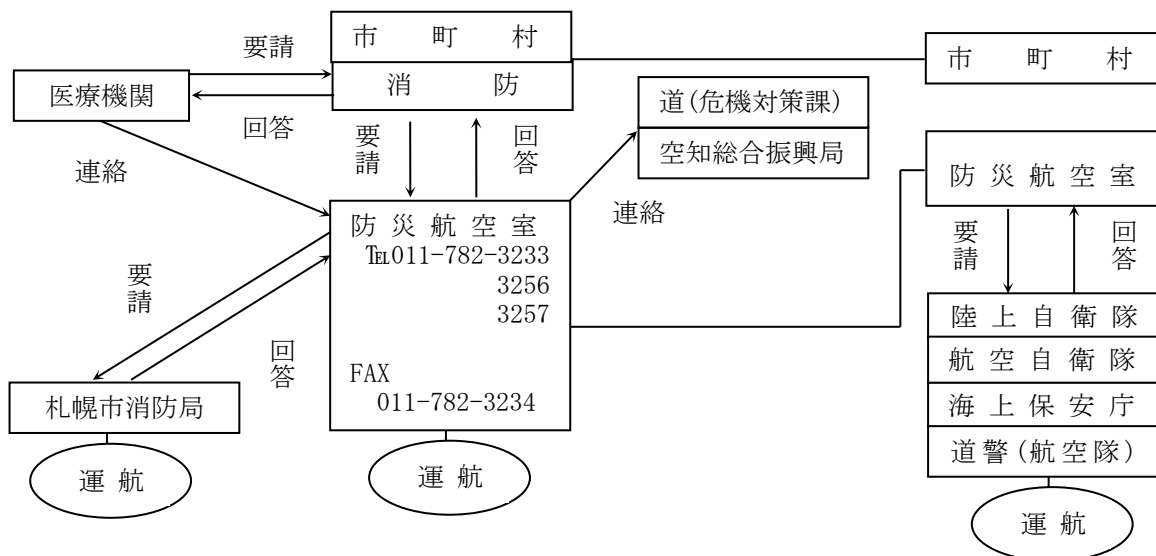 市町村
消防
要請
回答
医療機関
連絡
要請
回答
道(危機対策課)
空知総合振興局
連絡
防災航空室
℡011-782-3233
3256
3257
FAX
011-782-3234
要請
回答
札幌市消防局
運航
運航
市町村
防災航空室
要請
回答
陸上自衛隊
航空自衛隊
海上保安庁
道警(航空隊)
運航